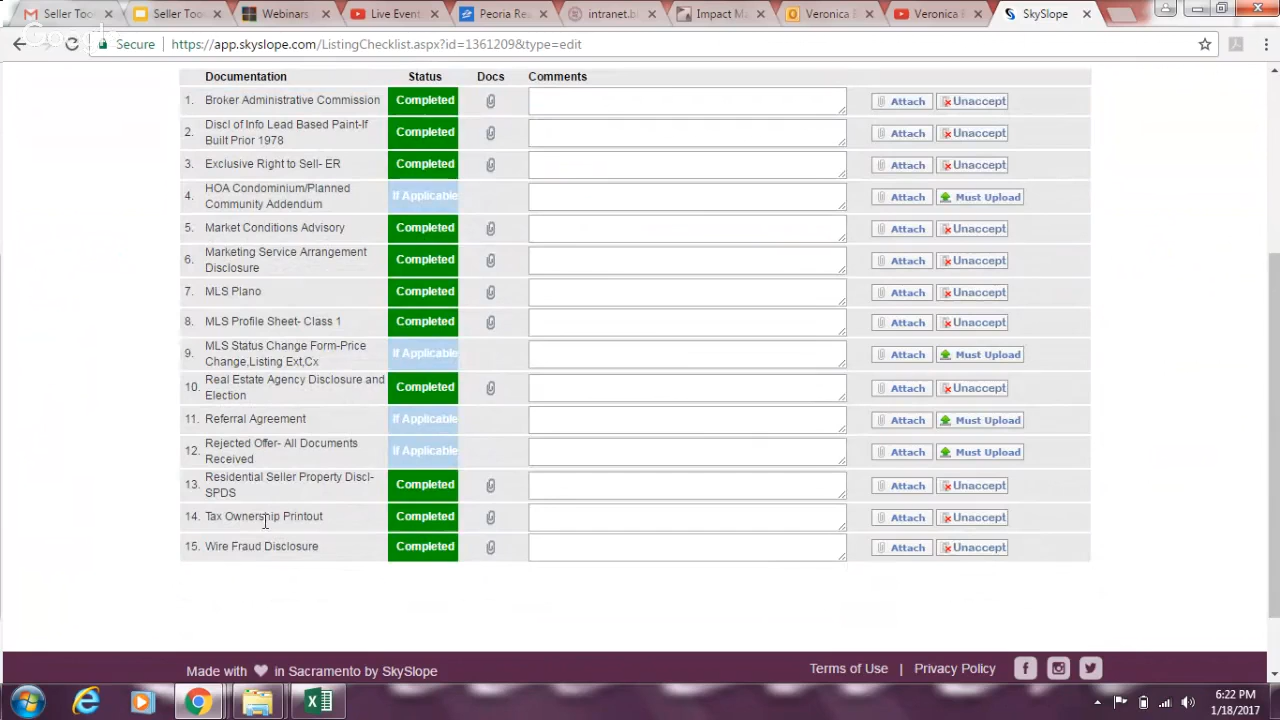 Seller Too
Seller Too
Webinars
Live Event
Peoria Re
intranet.b
Impact Ma
Veronica E
Veronica E
SkySlope
Secure https://app.skyslope.com/ListingChecklist.aspx?id=1361209&type=edit
Documentation Status Docs Comments
1. Broker Administrative Commission Completed Attach Unaccept
2. Discl of Info Lead Based Paint-If
Built Prior 1978 Completed Attach Unaccept
3. Exclusive Right to Sell- ER Completed Attach Unaccept
4. HOA Condominium/Planned
Community Addendum If Applicable Attach Must Upload
5. Market Conditions Advisory Completed Attach Unaccept
6. Marketing Service Arrangement
Disclosure Completed Attach Unaccept
7. MLS Plano Completed Attach Unaccept
8. MLS Profile Sheet- Class 1 Completed Attach Unaccept
9. MLS Status Change Form-Price
Change,Listing Ext,Cx If Applicable Attach Must Upload
10. Real Estate Agency Disclosure and
Election Completed Attach Unaccept
11. Referral Agreement If Applicable Attach Must Upload
12. Rejected Offer- All Documents
Received If Applicable Attach Must Upload
13. Residential Seller Property Discl-
SPDS Completed Attach Unaccept
14. Tax Ownership Printout Completed Attach Unaccept
15. Wire Fraud Disclosure Completed Attach Unaccept
Made with in Sacramento by SkySlope Terms of Use | Privacy Policy
6:22 PM
1/18/2017